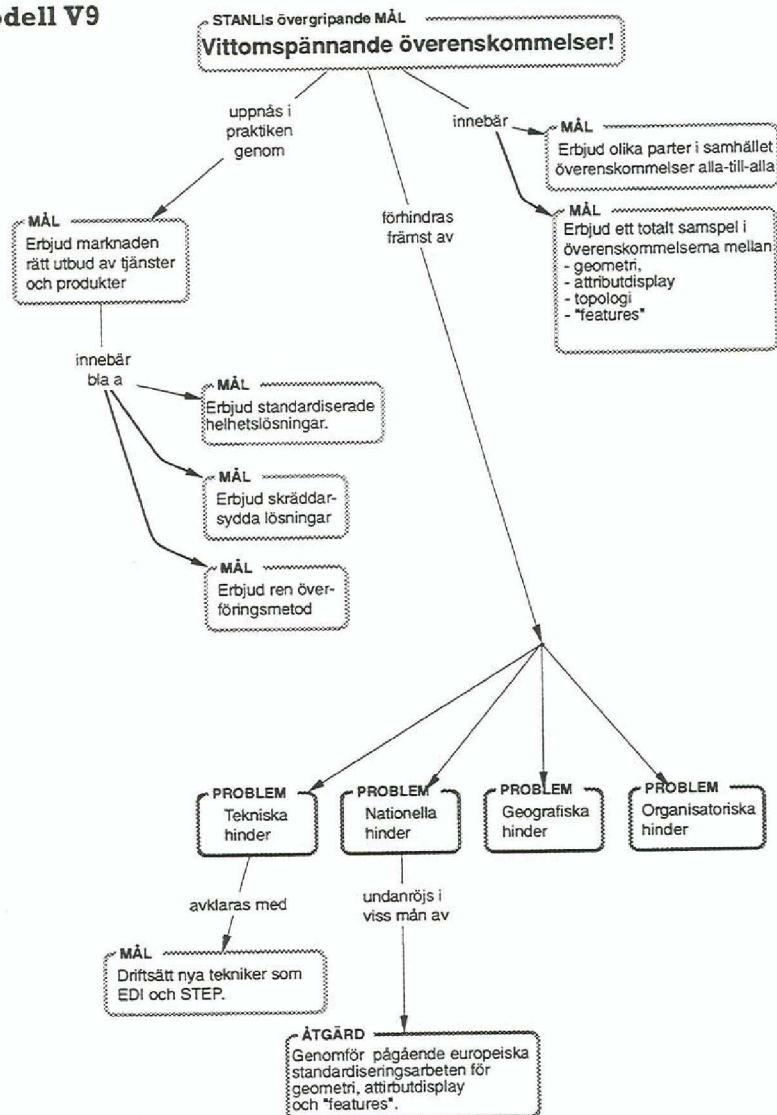 dell V9
STANLIs övergripande MÅL
Vittomspännande överenskommelser!
uppnås i
praktiken
genom
innebär
MÅL
Erbjud olika parter i samhället
överenskommelser alla-till-alla
MÅL
Erbjud ett totalt samspel i
överenskommelserna mellan
- geometri,
- attributdisplay
- topologi
- "features"
förhindras
främst av
MÅL
Erbjud marknaden
rätt utbud av tjänster
och produkter
innebär
bla a
MÅL
Erbjud standardiserade
helhetslösningar.
MÅL
Erbjud skräddar-
sydda lösningar
MÅL
Erbjud ren över-
föringsmetod
PROBLEM
Tekniska
hinder
PROBLEM
Nationella
hinder
PROBLEM
Geografiska
hinder
PROBLEM
Organisatoriska
hinder
avklaras med
undanröjs i
viss mån av
MÅL
Driftsätt nya tekniker som
EDI och STEP.
ÅTGÄRD
Genomför pågående europeiska
standardiseringsarbeten för
geometri, attirbutdisplay
och "features".